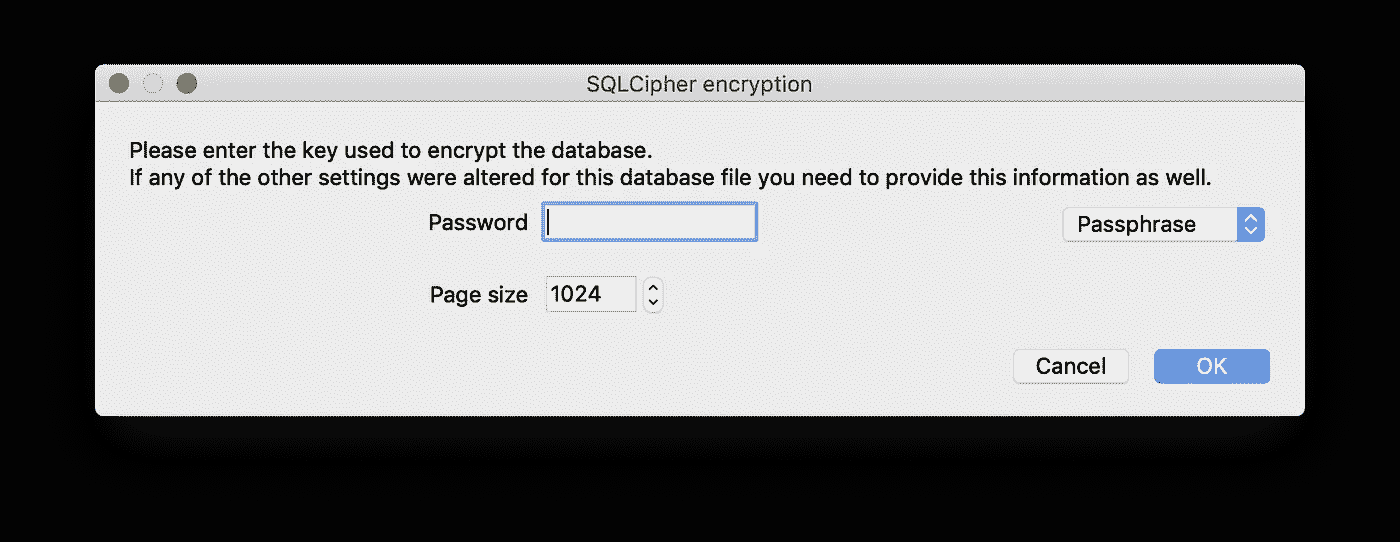 SQLCipher encryption
Please enter the key used to encrypt the database.
If any of the other settings were altered for this database file you need to provide this information as well.
Password
Passphrase
Page size 1024
Cancel OK